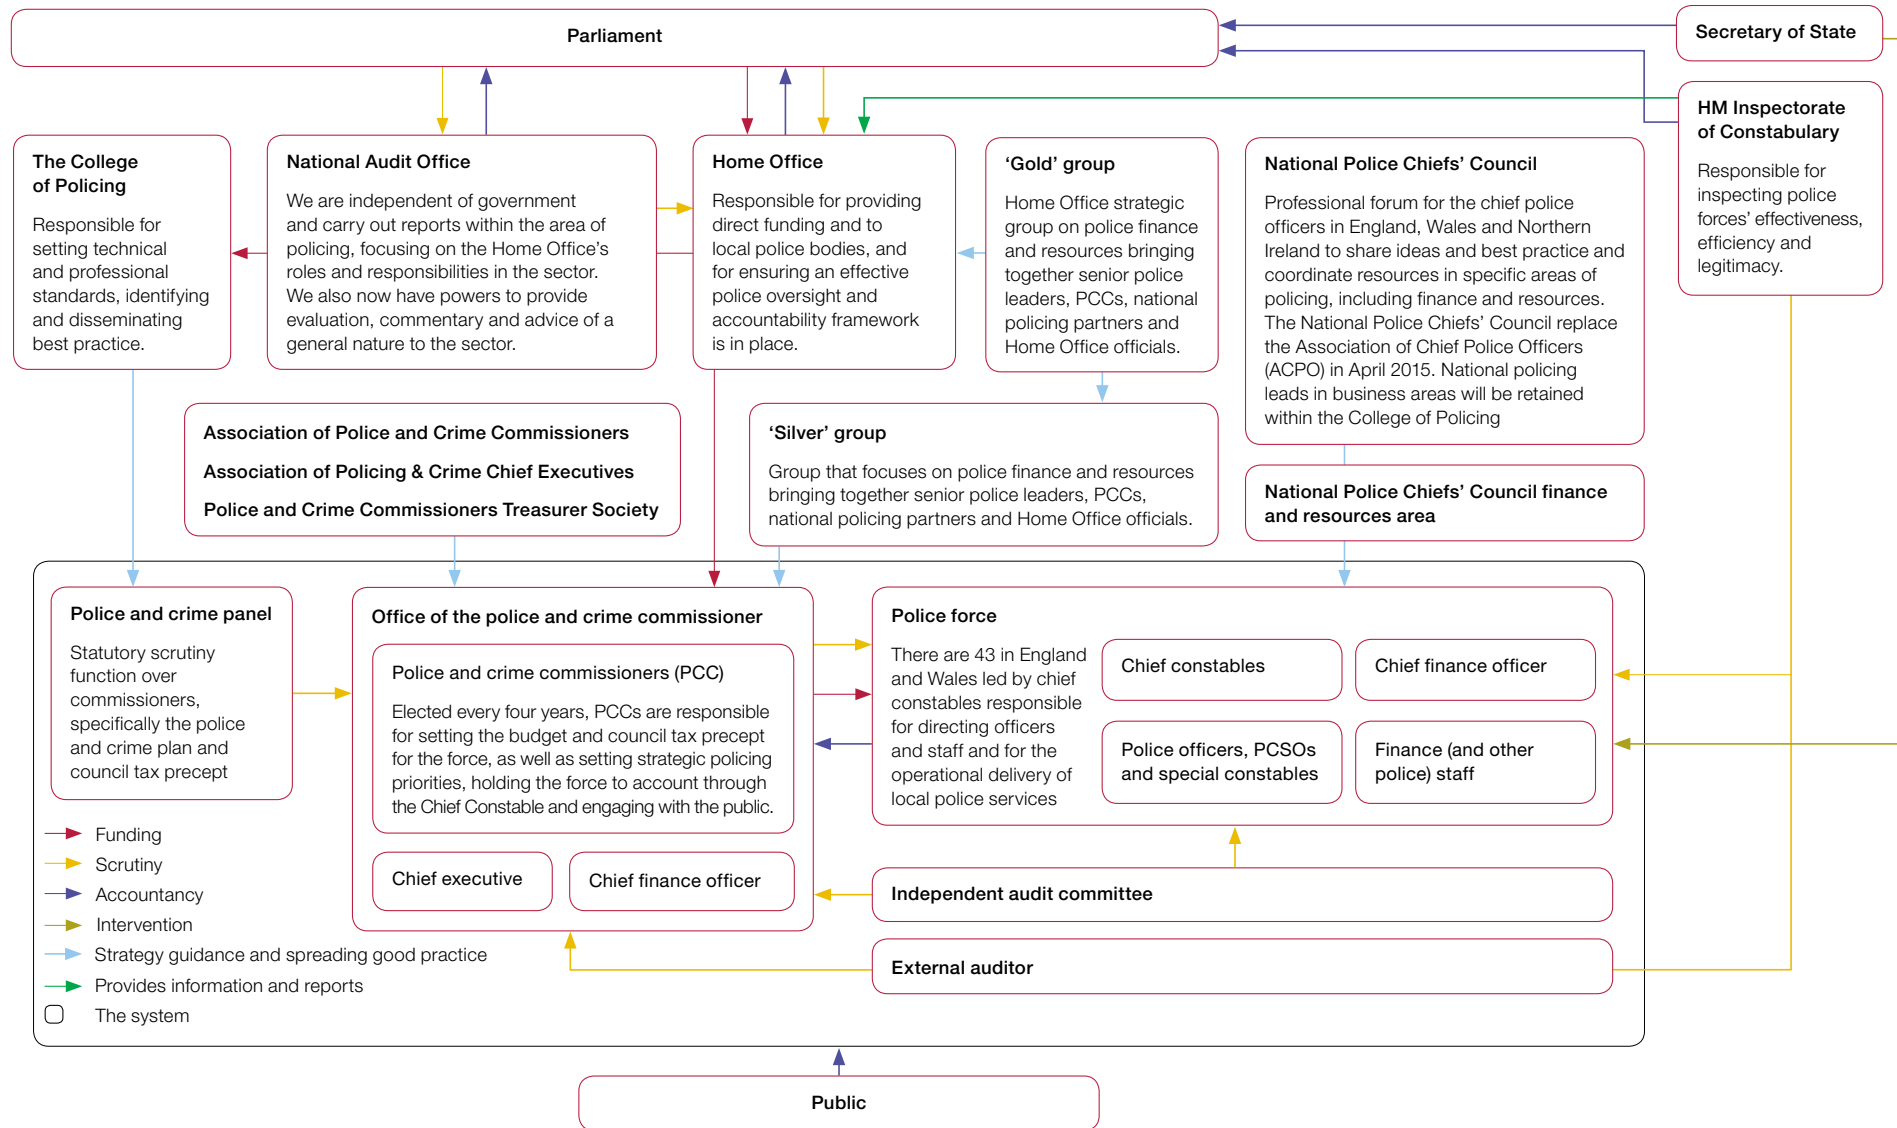 Parliament
Secretary of State
HM Inspectorate
of Constabulary
Responsible for
inspecting police
forces' effectiveness,
efficiency and
legitimacy.
The College
of Policing
Responsible for
setting technical
and professional
standards, identifying
and disseminating
best practice.
National Audit Office
We are independent of government
and carry out reports within the area of
policing, focusing on the Home Office's
roles and responsibilities in the sector.
We also now have powers to provide
evaluation, commentary and advice of a
general nature to the sector.
Home Office
Responsible for providing
direct funding and to
local police bodies, and
for ensuring an effective
police oversight and
accountability framework
is in place.
‘Gold’ group
Home Office strategic
group on police finance
and resources bringing
together senior police
leaders, PCCs, national
policing partners and
Home Office officials.
National Police Chiefs’ Council
Professional forum for the chief police
officers in England, Wales and Northern
Ireland to share ideas and best practice and
coordinate resources in specific areas of
policing, including finance and resources.
The National Police Chiefs’ Council replace
the Association of Chief Police Officers
(ACPO) in April 2015. National policing
leads in business areas will be retained
within the College of Policing
Association of Police and Crime Commissioners
Association of Policing & Crime Chief Executives
Police and Crime Commissioners Treasurer Society
‘Silver’ group
Group that focuses on police finance and resources
bringing together senior police leaders, PCCs,
national policing partners and Home Office officials.
National Police Chiefs’ Council finance
and resources area
Police and crime panel
Statutory scrutiny
function over
commissioners,
specifically the police
and crime plan and
council tax precept
Office of the police and crime commissioner
Police and crime commissioners (PCC)
Elected every four years, PCCs are responsible
for setting the budget and council tax precept
for the force, as well as setting strategic policing
priorities, holding the force to account through
the Chief Constable and engaging with the public.
Chief executive
Chief finance officer
Police force
There are 43 in England
and Wales led by chief
constables responsible
for directing officers
and staff and for the
operational delivery of
local police services
Chief constables
Chief finance officer
Police officers, PCSOs
and special constables
Finance (and other
police) staff
Independent audit committee
External auditor
Funding
Scrutiny
Accountancy
Intervention
Strategy guidance and spreading good practice
Provides information and reports
The system
Public